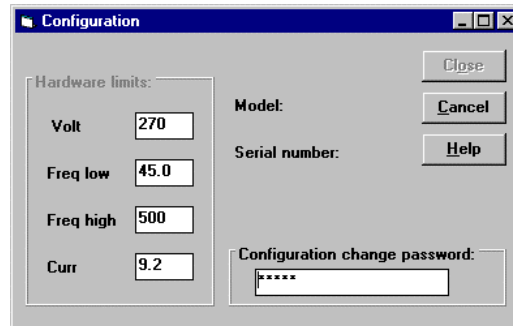 Configuration
Close
Hardware limits:
Model:
Cancel
Volt 270
Serial number:
Help
Freq low 45.0
Freq high 500
Configuration change password:
Curr 9.2
*****